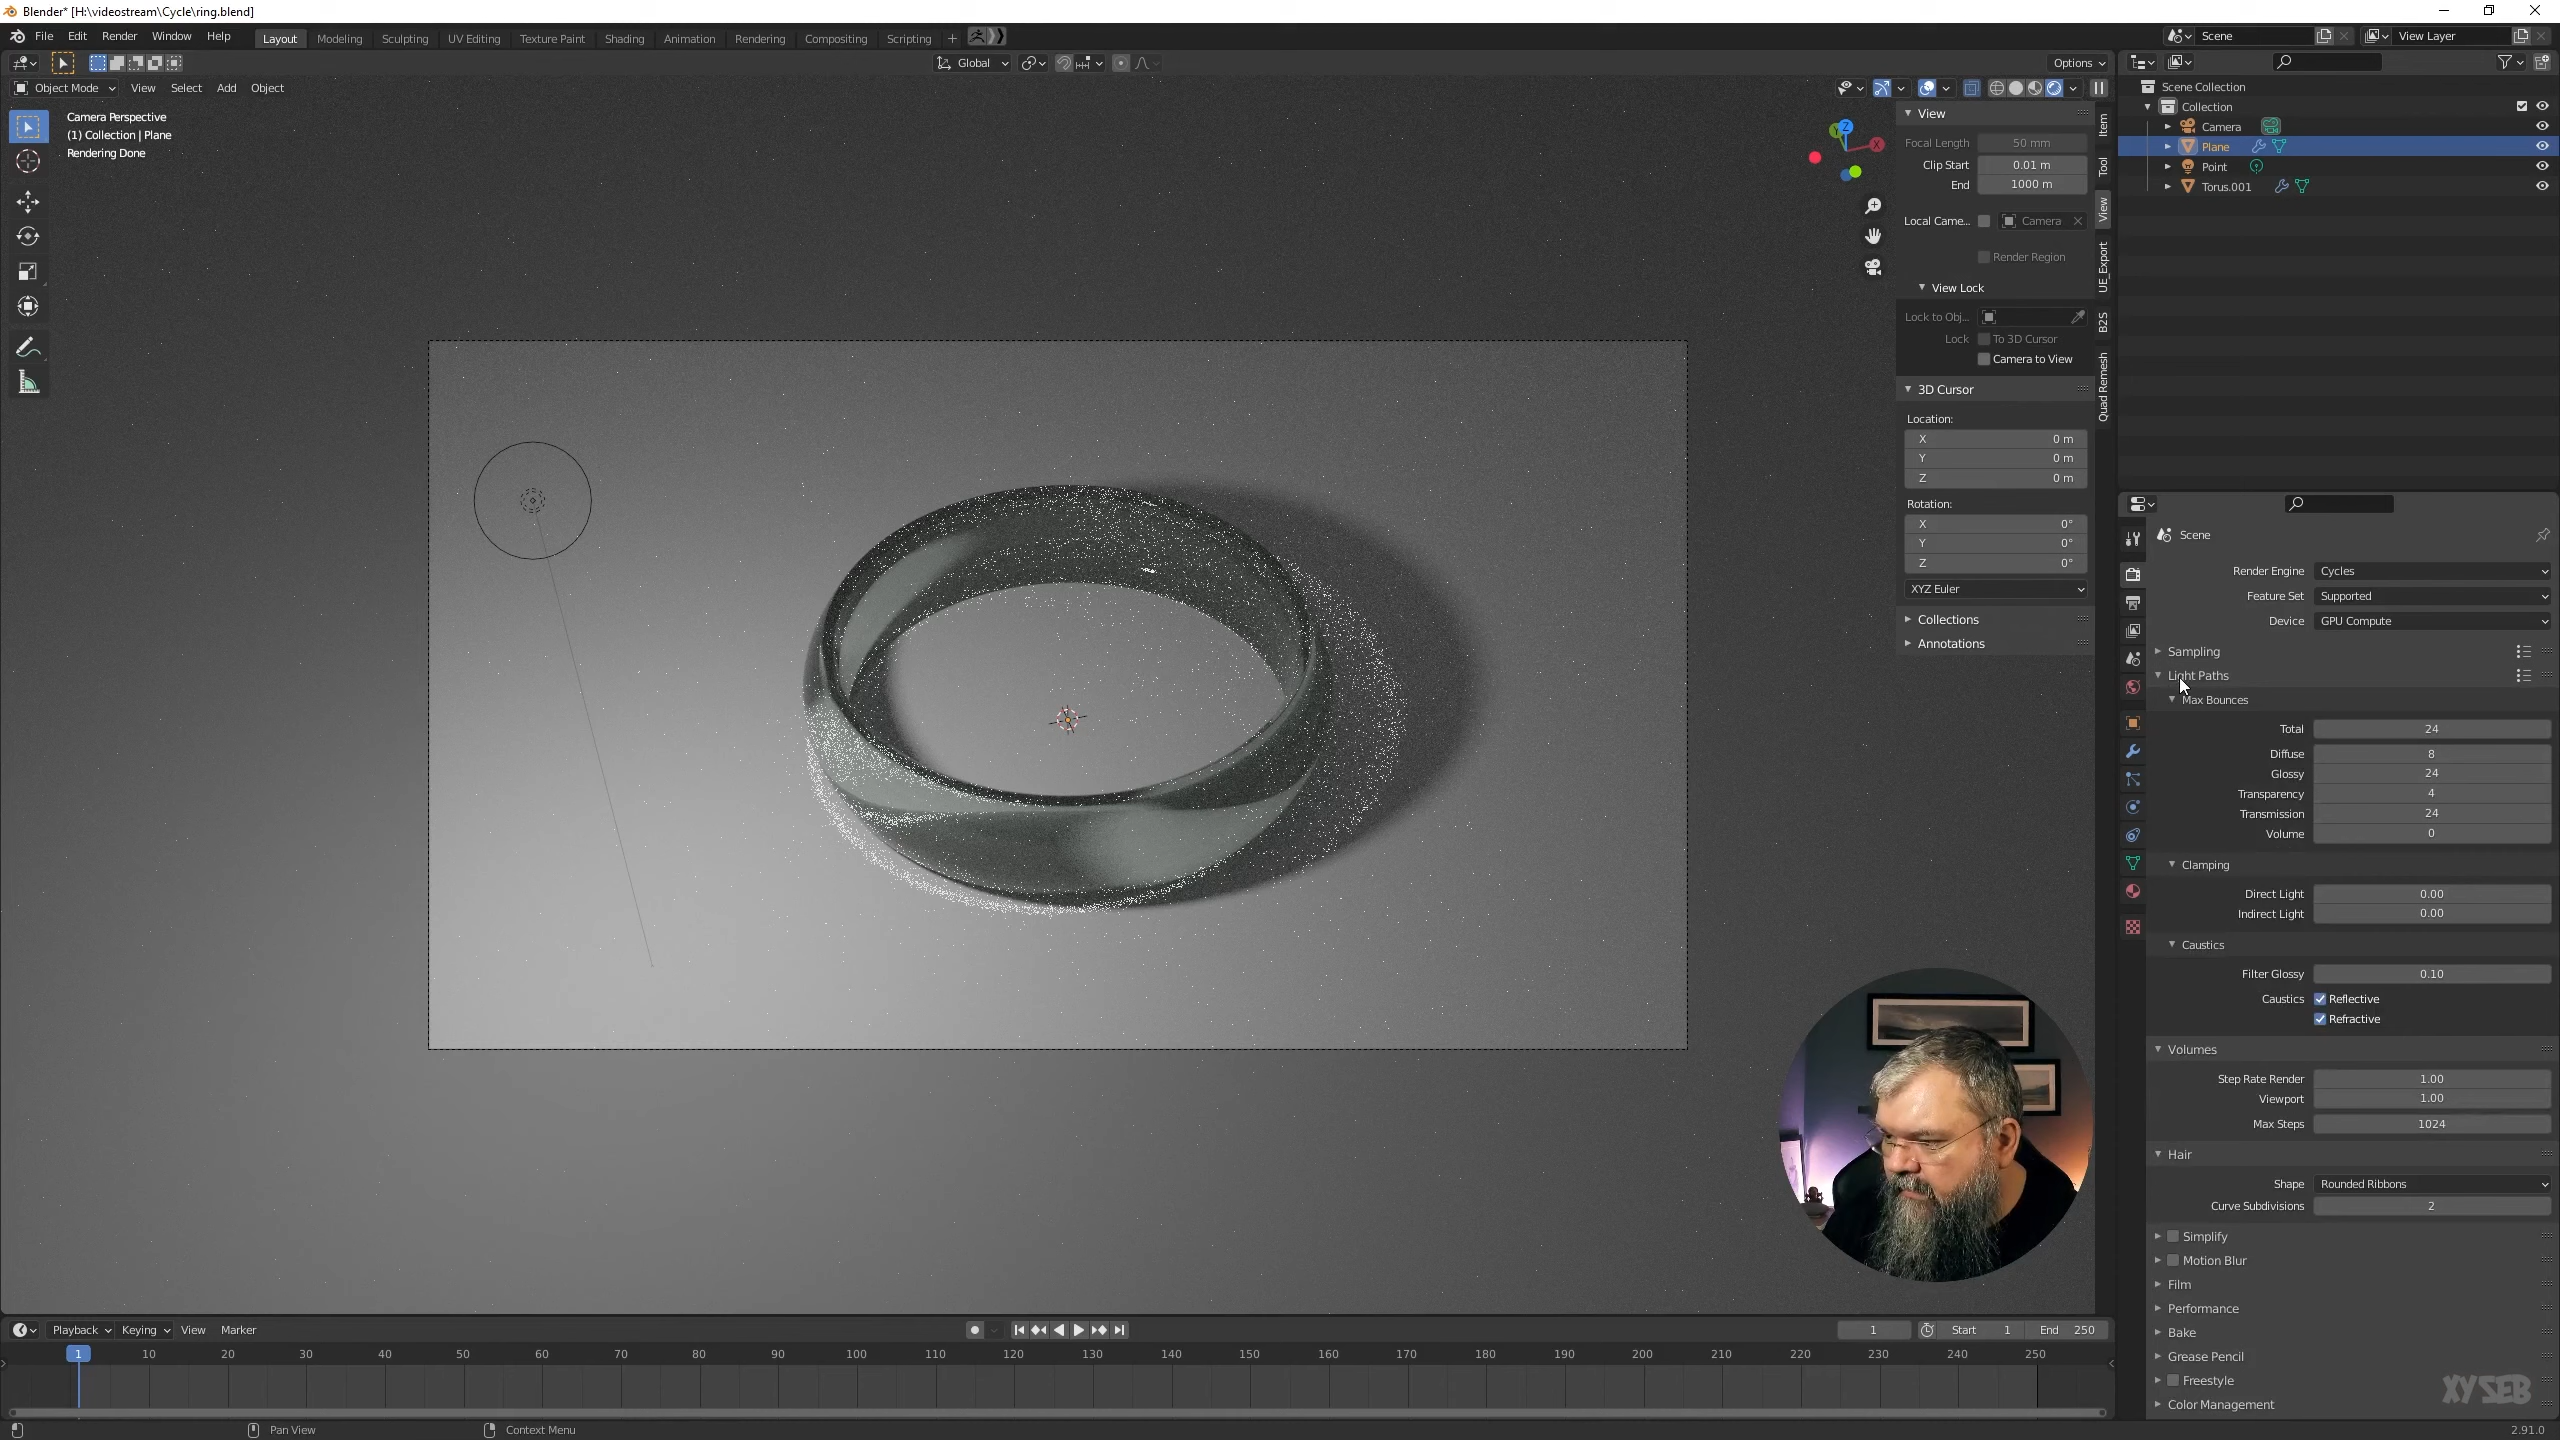 Blender* [H:\videostream\Cycle\ring.blend]
File Edit Render Window Help Layout Modeling Sculpting UV Editing Texture Paint Shading Animation Rendering Compositing Scripting + Scene View Layer
Global Options
Object Mode View Select Add Object
Camera Perspective
(1) Collection | Plane
Rendering Done
X
Y
Z
View
Focal Length 50 mm
Clip Start 0.01 m
End 1000 m
Local Came... Camera
Render Region
View Lock
Lock to Obj...
Lock To 3D Cursor
Camera to View
3D Cursor
Location:
X 0 m
Y 0 m
Z 0 m
Rotation:
X 0°
Y 0°
Z 0°
XYZ Euler
Collections
Annotations
Item
Tool
View
UE_Export
B2S
Quad Remesh
Scene Collection
Collection
Camera
Plane
Point
Torus.001
Scene
Render Engine Cycles
Feature Set Supported
Device GPU Compute
Sampling
Light Paths
Max Bounces
Total 24
Diffuse 8
Glossy 24
Transparency 4
Transmission 24
Volume 0
Clamping
Direct Light 0.00
Indirect Light 0.00
Caustics
Filter Glossy 0.10
Caustics Reflective
Refractive
Volumes
Step Rate Render 1.00
Viewport 1.00
Max Steps 1024
Hair
Shape Rounded Ribbons
Curve Subdivisions 2
Simplify
Motion Blur
Film
Performance
Bake
Grease Pencil
Freestyle
Color Management
XY SEB
Playback Keying View Marker 1 Start 1 End 250
1 10 20 30 40 50 60 70 80 90 100 110 120 130 140 150 160 170 180 190 200 210 220 230 240 250
Pan View Context Menu 2.91.0